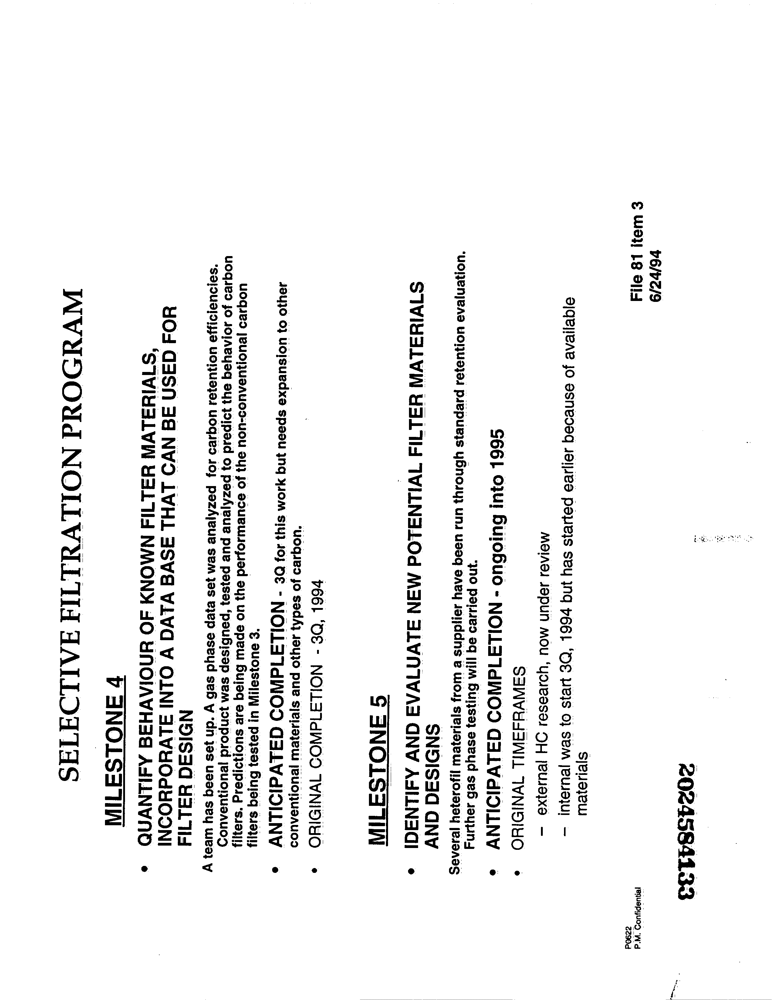 SELECTIVE FILTRATION PROGRAM
MILESTONE 4
• QUANTIFY BEHAVIOUR OF KNOWN FILTER MATERIALS,
INCORPORATE INTO A DATA BASE THAT CAN BE USED FOR
FILTER DESIGN
A team has been set up. A gas phase data set was analyzed for carbon retention efficiencies.
Conventional product was designed, tested and analyzed to predict the behavior of carbon
filters. Predictions are being made on the performance of the non-conventional carbon
filters being tested in Milestone 3.
• ANTICIPATED COMPLETION - 3Q for this work but needs expansion to other
conventional materials and other types of carbon.
• ORIGINAL COMPLETION - 3Q, 1994
MILESTONE 5
• IDENTIFY AND EVALUATE NEW POTENTIAL FILTER MATERIALS
AND DESIGNS
Several heterofil materials from a supplier have been run through standard retention evaluation.
Further gas phase testing will be carried out.
• ANTICIPATED COMPLETION - ongoing into 1995
• ORIGINAL TIMEFRAMES
– external HC research, now under review
– internal was to start 3Q, 1994 but has started earlier because of available
materials
P0622
P.M. Confidential
File 81 Item 3
6/24/94
2024584133